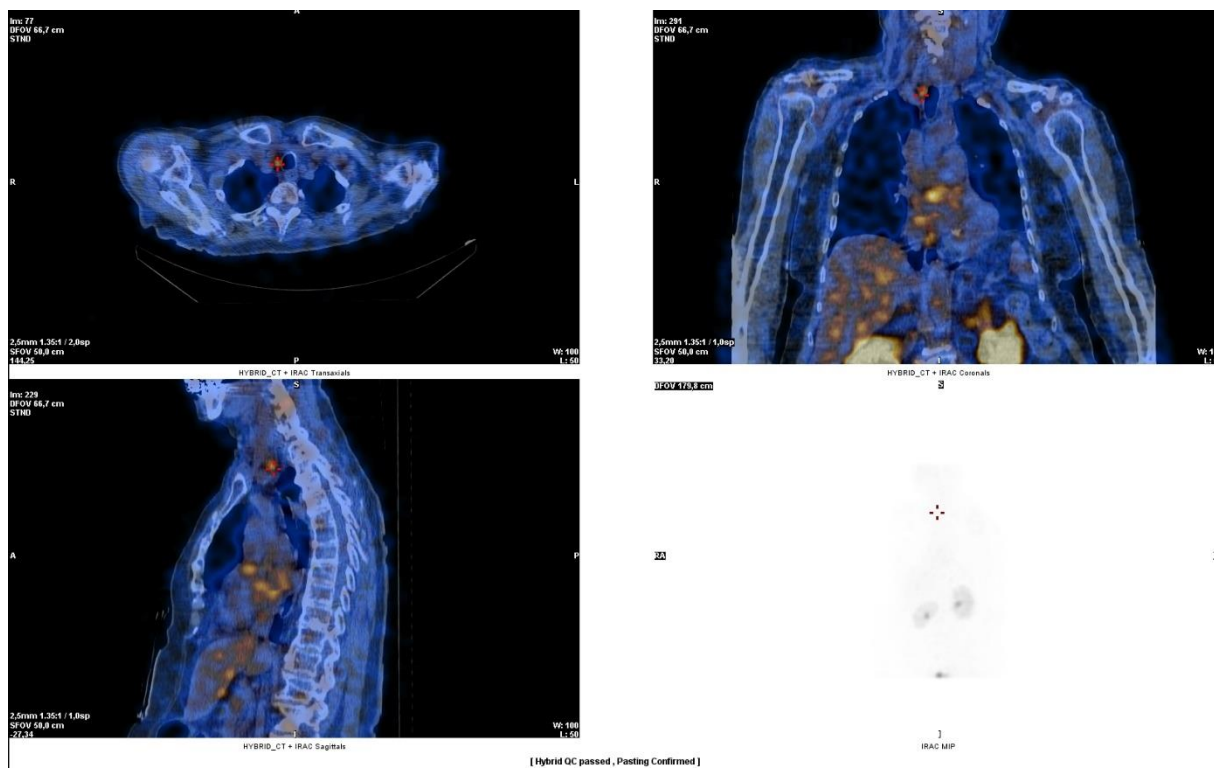 A
Im: 77
DFOV 66,7 cm
STND
R
L
2,5mm 1.35:1 / 2,0sp
SFOV 50,0 cm
144,25
P
W: 100
L: 50
HYBRID_CT + IRAC Transaxials
S
Im: 291
DFOV 66,7 cm
STND
R
L
2,5mm 1.35:1 / 1,0sp
SFOV 50,0 cm
33,20
L: 50
HYBRID_CT + IRAC Coronals
S
Im: 229
DFOV 66,7 cm
STND
A
P
2,5mm 1.35:1 / 1,0sp
SFOV 50,0 cm
-27,34
I
W: 100
L: 50
HYBRID_CT + IRAC Sagittals
DFOV 179,8 cm
S
RA
I
IRAC MIP
[ Hybrid QC passed , Pasting Confirmed ]